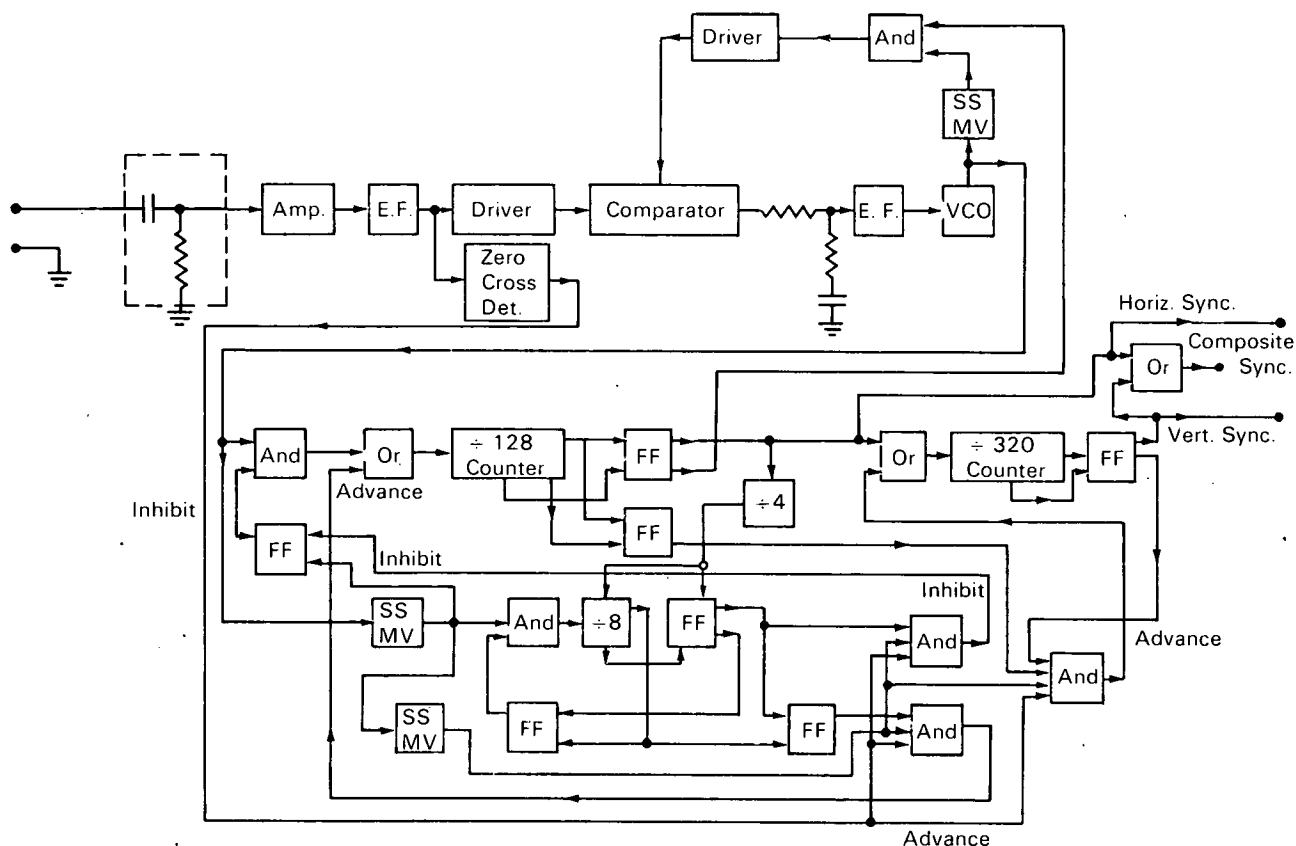 Driver
And
SS
MV
Amp.
E.F.
Driver
Comparator
E. F.
VCO
Zero
Cross
Det.
Horiz. Sync.
Composite
Sync.
Or
Vert. Sync.
And
Or
÷ 128
Counter
FF
Or
÷ 320
Counter
FF
Advance
Inhibit
÷4
FF
FF
Inhibit
Inhibit
SS
MV
And
÷8
FF
And
Advance
And
SS
MV
FF
FF
And
Advance